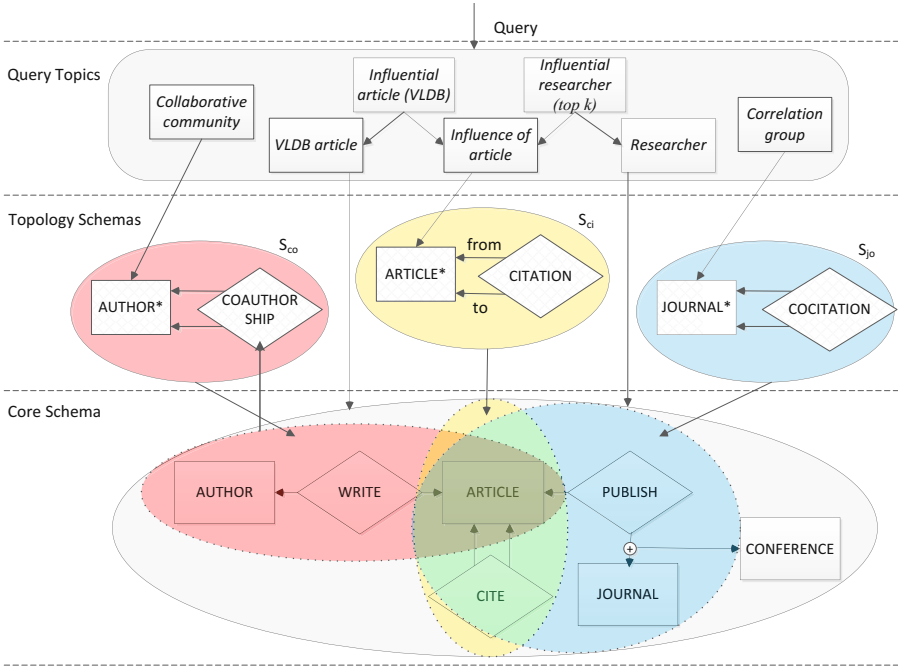 Query
Query Topics
Influential
article (VLDB)
Influential
researcher
(top k)
Collaborative
community
VLDB article
Influence of
article
Researcher
Correlation
group
Topology Schemas
Sco
Sci
Sjo
AUTHOR*
COAUTHOR
SHIP
ARTICLE*
from
to
CITATION
JOURNAL*
COCITATION
Core Schema
AUTHOR
WRITE
ARTICLE
PUBLISH
+
CONFERENCE
CITE
JOURNAL